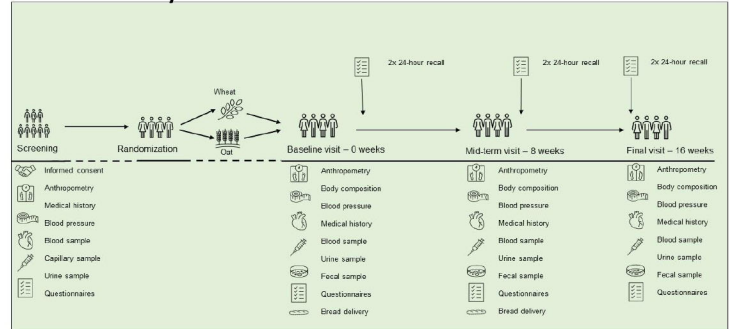 2x 24-hour recall
2x 24-hour recall
2x 24-hour recall
Wheat
Oat
Screening
Randomization
Baseline visit – 0 weeks
Mid-term visit – 8 weeks
Final visit – 16 weeks
Informed consent
Anthropometry
Medical history
Blood pressure
Blood sample
Capillary sample
Urine sample
Questionnaires
Anthropometry
Body composition
Blood pressure
Medical history
Blood sample
Urine sample
Fecal sample
Questionnaires
Bread delivery
Anthropometry
Body composition
Blood pressure
Medical history
Blood sample
Urine sample
Fecal sample
Questionnaires
Bread delivery
Anthropometry
Body composition
Blood pressure
Medical history
Blood sample
Urine sample
Fecal sample
Questionnaires